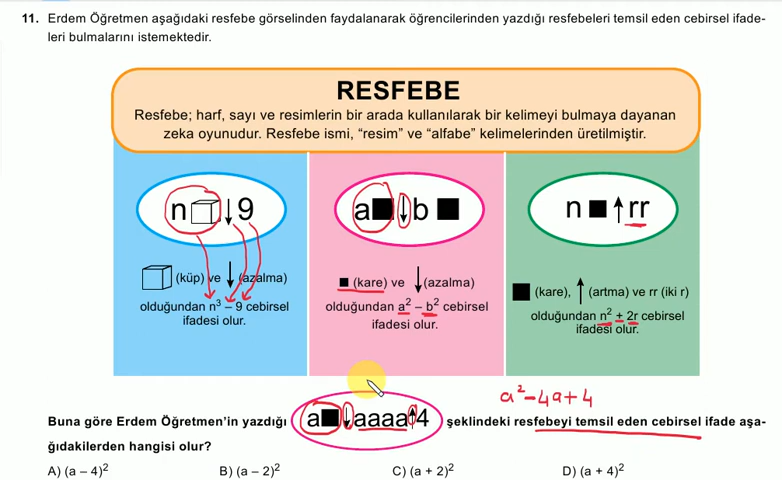 11. Erdem Öğretmen aşağıdaki resfebe görselinden faydalanarak öğrencilerinden yazdığı resfebeleri temsil eden cebirsel ifade-
leri bulmalarını istemektedir.
RESFEBE
Resfebe; harf, sayı ve resimlerin bir arada kullanılarak bir kelimeyi bulmaya dayanan
zeka oyunudur. Resfebe ismi, “resim” ve “alfabe” kelimelerinden üretilmiştir.
n ↓ 9
(küp) ve ↓ (azalma)
olduğundan n³ – 9 cebirsel
ifadesi olur.
a■↓b ■
■ (kare) ve ↓ (azalma)
olduğundan a² – b² cebirsel
ifadesi olur.
n ■ ↑ rr
■ (kare), ↑ (artma) ve rr (iki r)
olduğundan n² + 2r cebirsel
ifadesi olur.
a²-4a+4
Buna göre Erdem Öğretmen'in yazdığı a■↓aaaa↑4 şeklindeki resfebeyi temsil eden cebirsel ifade aşa-
ğıdakilerden hangisi olur?
A) (a – 4)² B) (a – 2)² C) (a + 2)² D) (a + 4)²